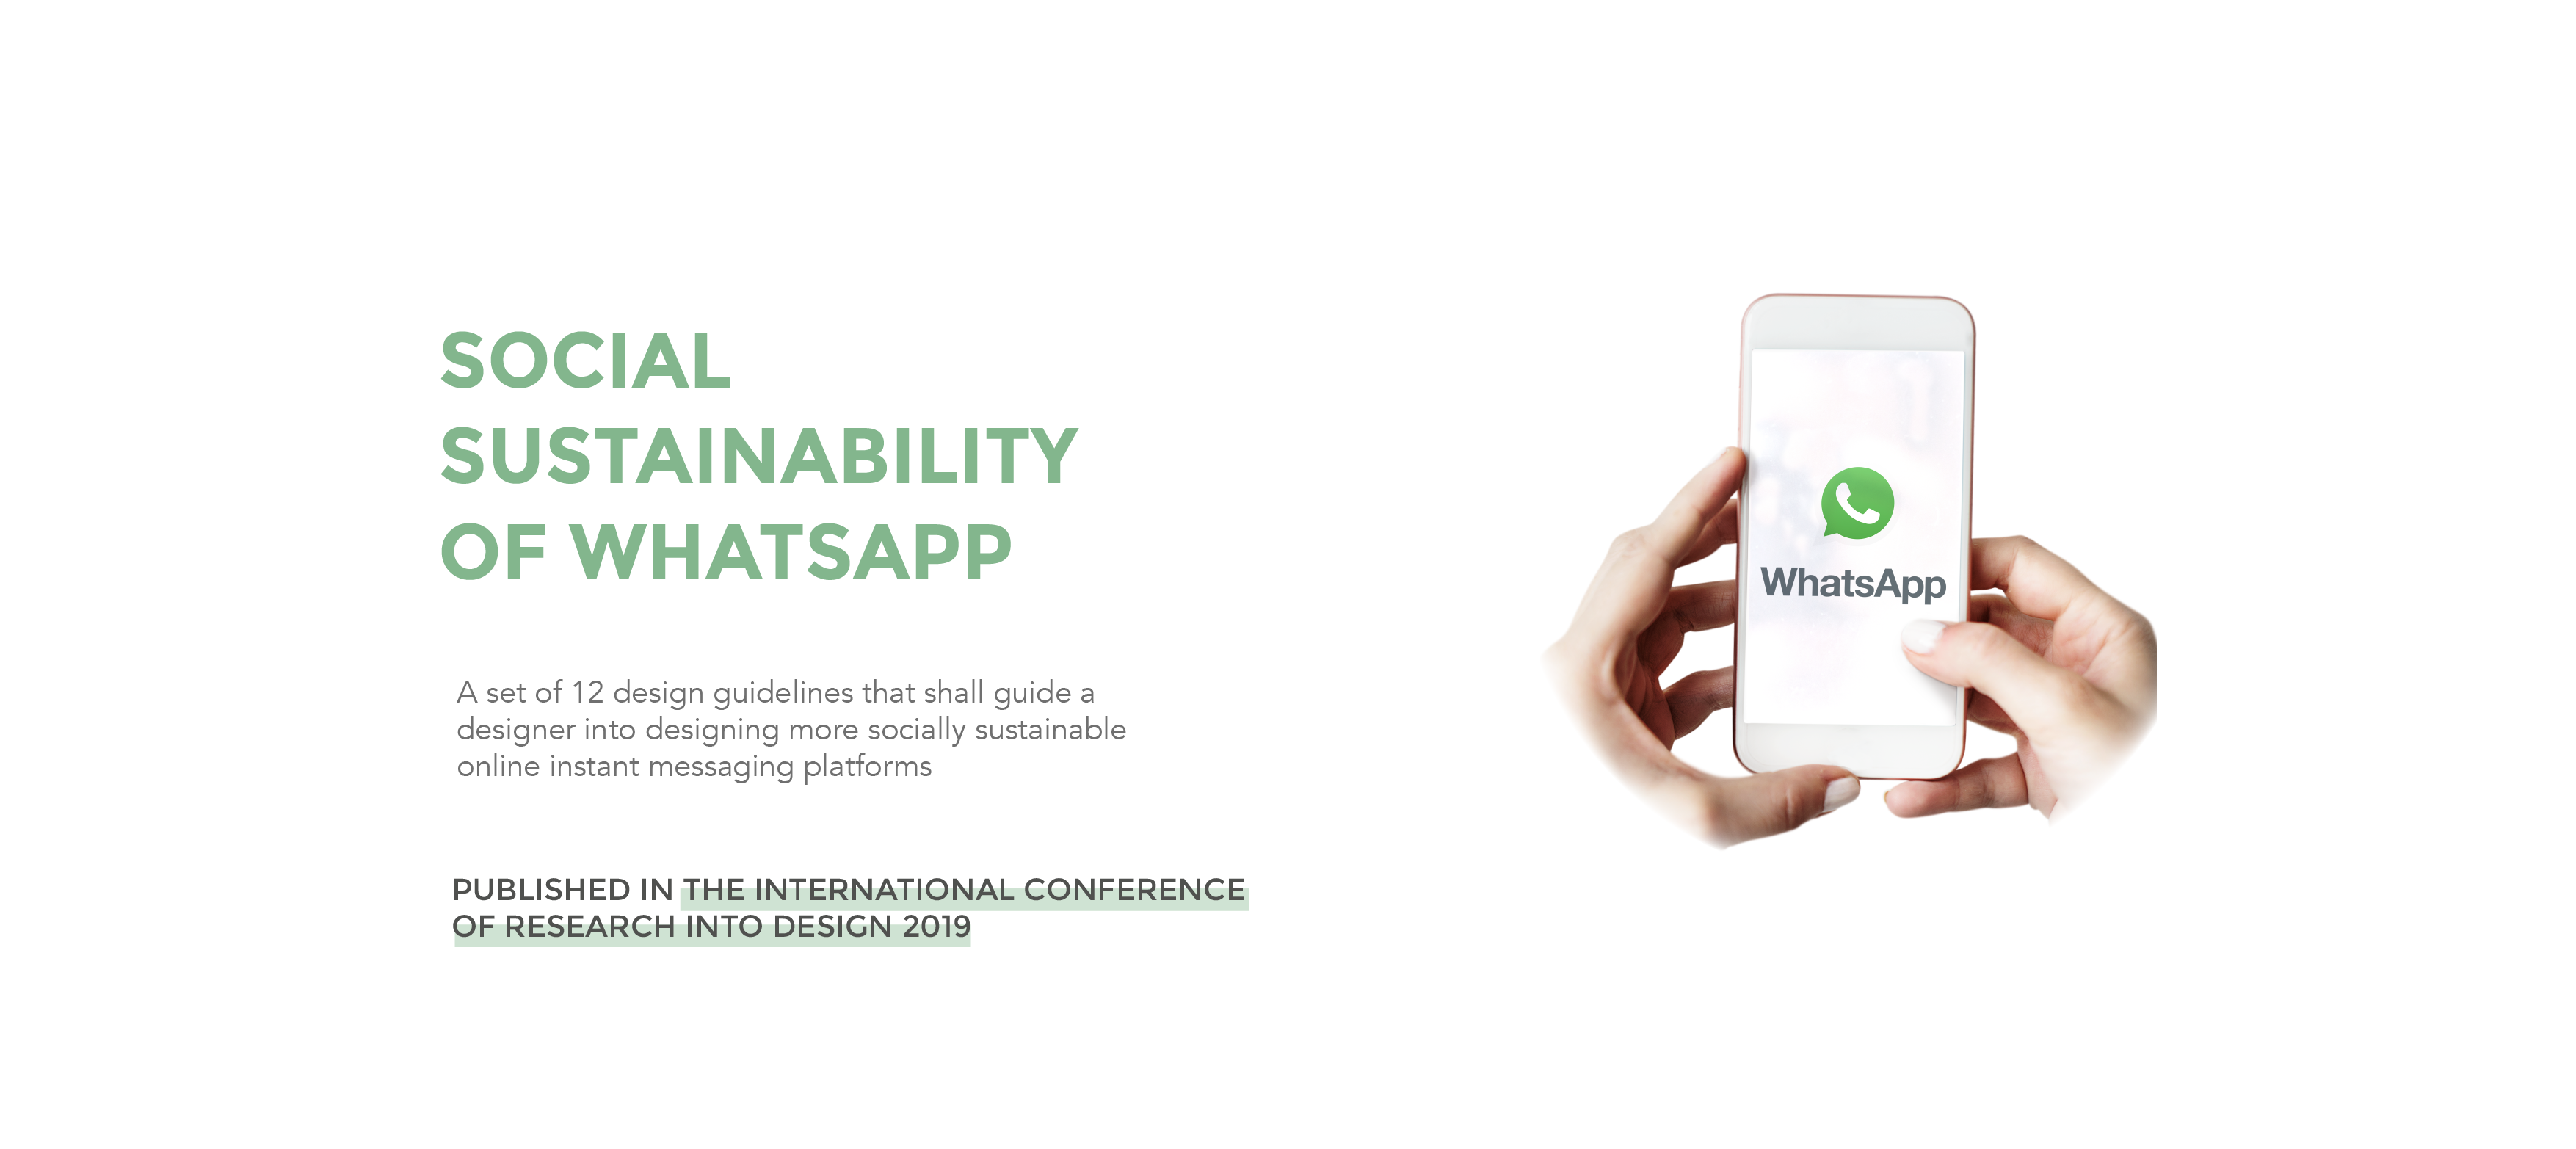 SOCIAL
SUSTAINABILITY
OF WHATSAPP
A set of 12 design guidelines that shall guide a
designer into designing more socially sustainable
online instant messaging platforms
PUBLISHED IN THE INTERNATIONAL CONFERENCE
OF RESEARCH INTO DESIGN 2019
WhatsApp